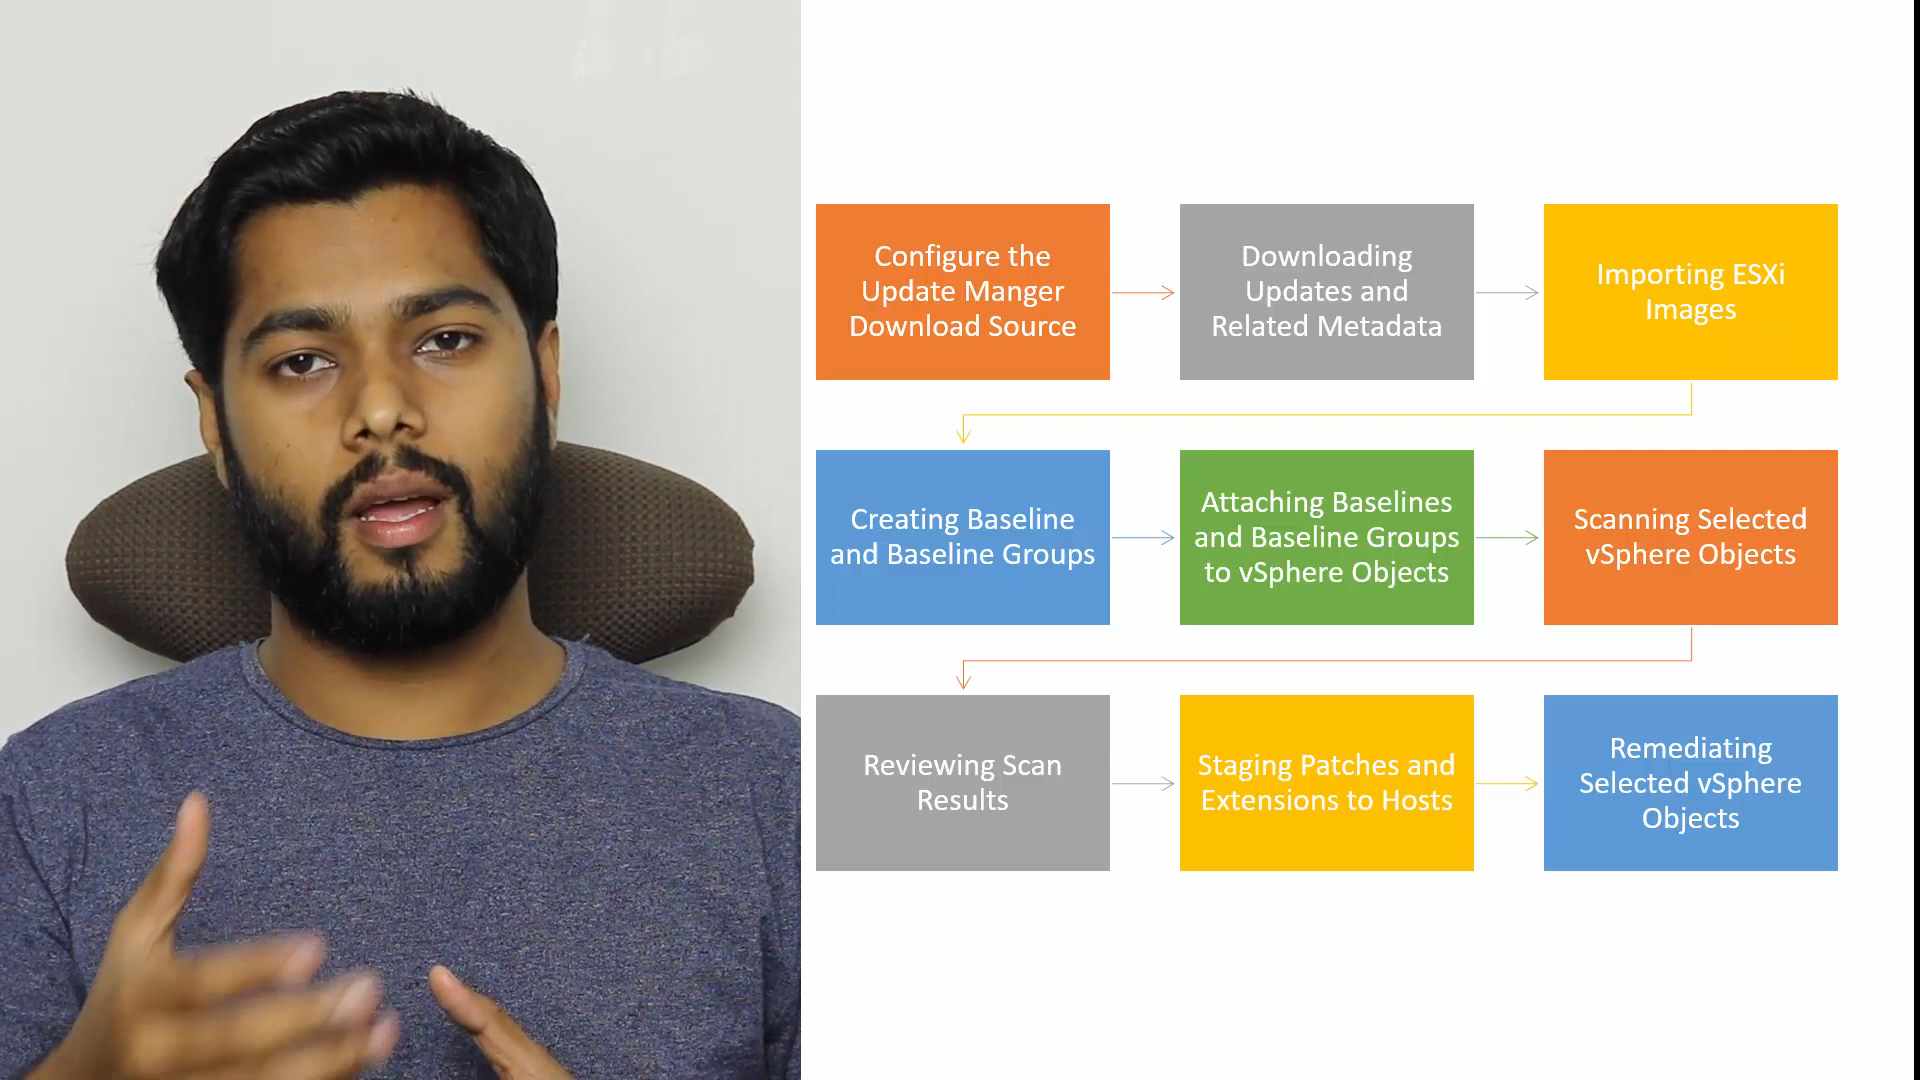 Configure the
Update Manger
Download Source
Downloading
Updates and
Related Metadata
Importing ESXi
Images
Creating Baseline
and Baseline Groups
Attaching Baselines
and Baseline Groups
to vSphere Objects
Scanning Selected
vSphere Objects
Reviewing Scan
Results
Staging Patches and
Extensions to Hosts
Remediating
Selected vSphere
Objects